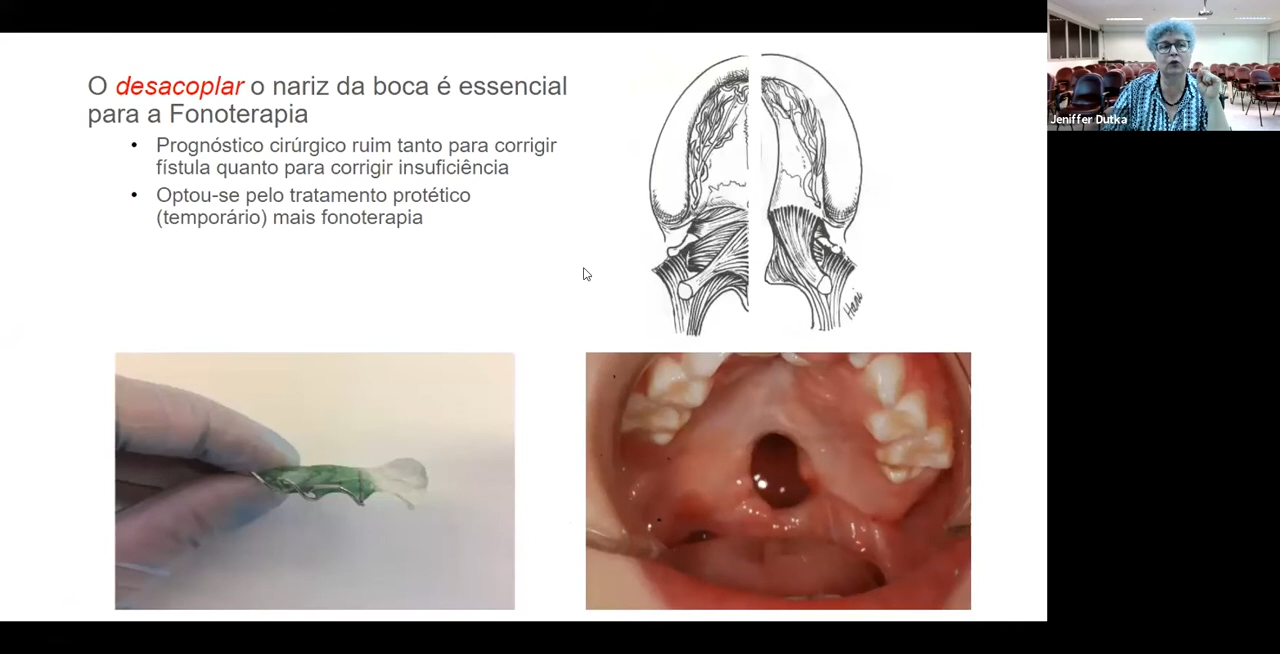 O desacoplar o nariz da boca é essencial
para a Fonoterapia
• Prognóstico cirúrgico ruim tanto para corrigir
fístula quanto para corrigir insuficiência
• Optou-se pelo tratamento protético
(temporário) mais fonoterapia
Jeniffer Dutka